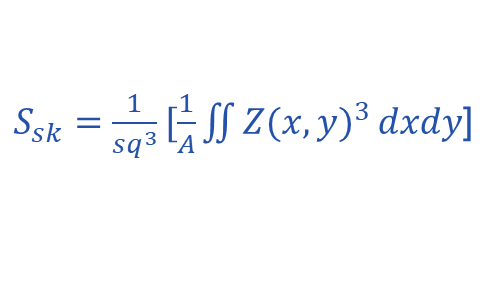 S_sk = 1/sq³ [1/A ∬ Z(x, y)³ dxdy]